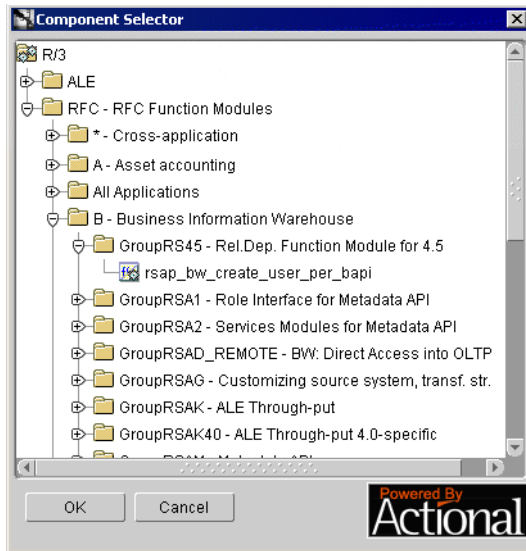 Component Selector
R/3
ALE
RFC - RFC Function Modules
* - Cross-application
A - Asset accounting
All Applications
B - Business Information Warehouse
GroupRS45 - Rel.Dep. Function Module for 4.5
rsap_bw_create_user_per_bapi
GroupRSA1 - Role Interface for Metadata API
GroupRSA2 - Services Modules for Metadata API
GroupRSAD_REMOTE - BW: Direct Access into OLTP
GroupRSAG - Customizing source system, transf. str.
GroupRSAK - ALE Through-put
GroupRSAK40 - ALE Through-put 4.0-specific
OK
Cancel
Powered By
Actional